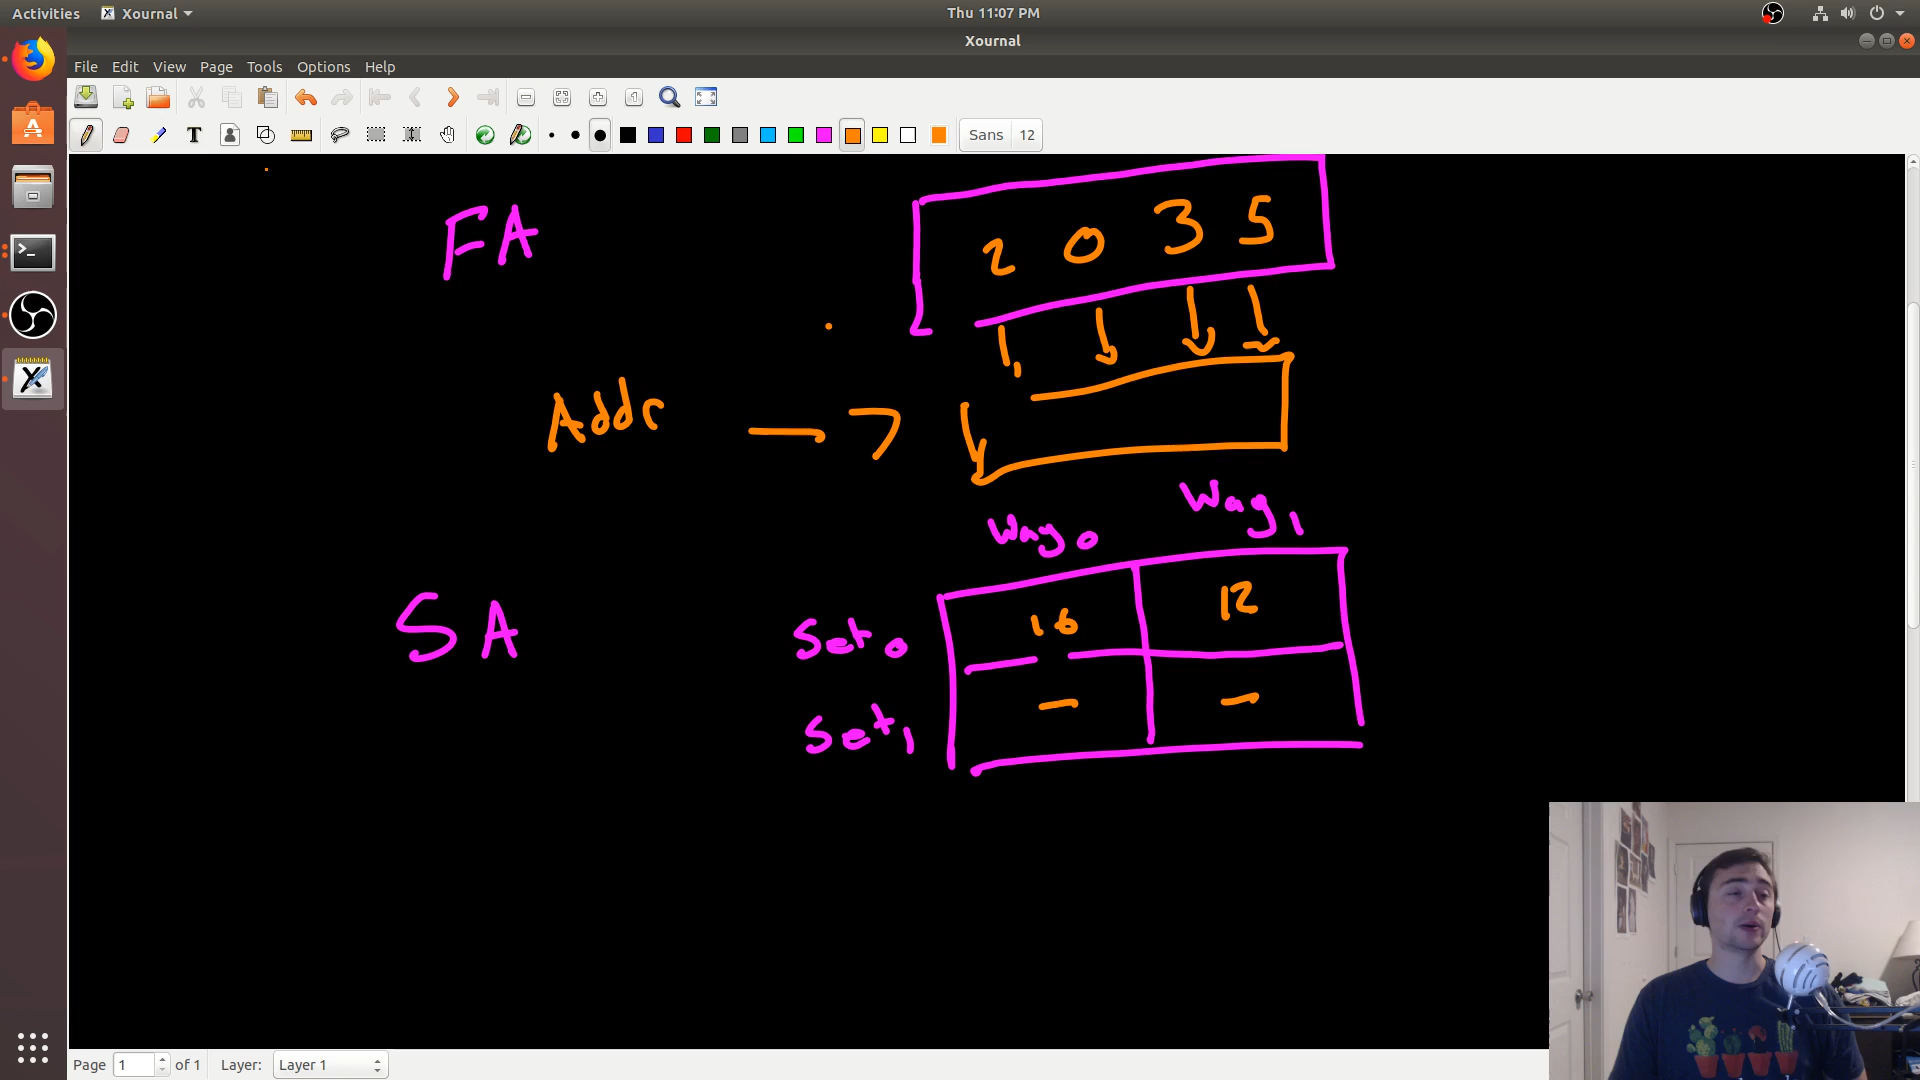 Activities Xournal Thu 11:07 PM
Xournal
File Edit View Page Tools Options Help
Sans 12
FA
2 0 3 5
Addr
Way 0 Way 1
SA
Set 0 16 12
Set 1 - -
Page 1 of 1 Layer: Layer 1